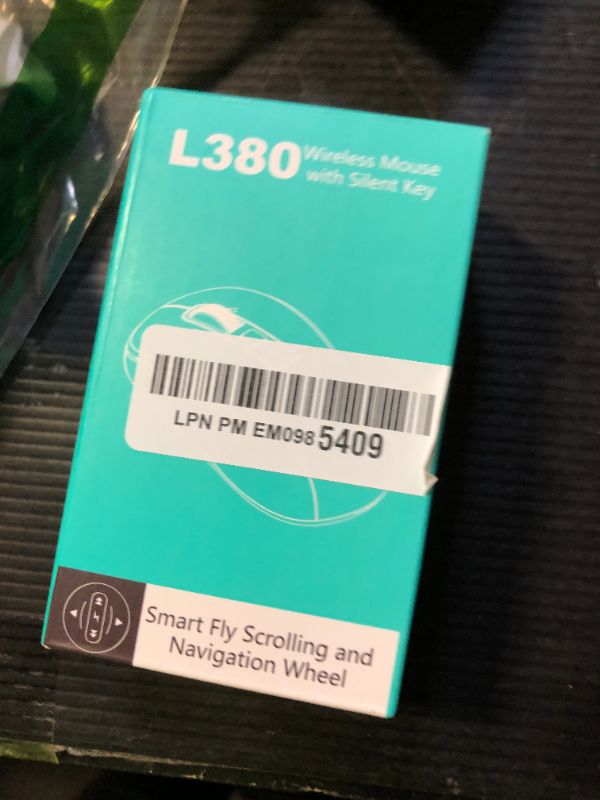 L380 Wireless Mouse
with Silent Key
LPN PM EM098 5409
Smart Fly Scrolling and
Navigation Wheel